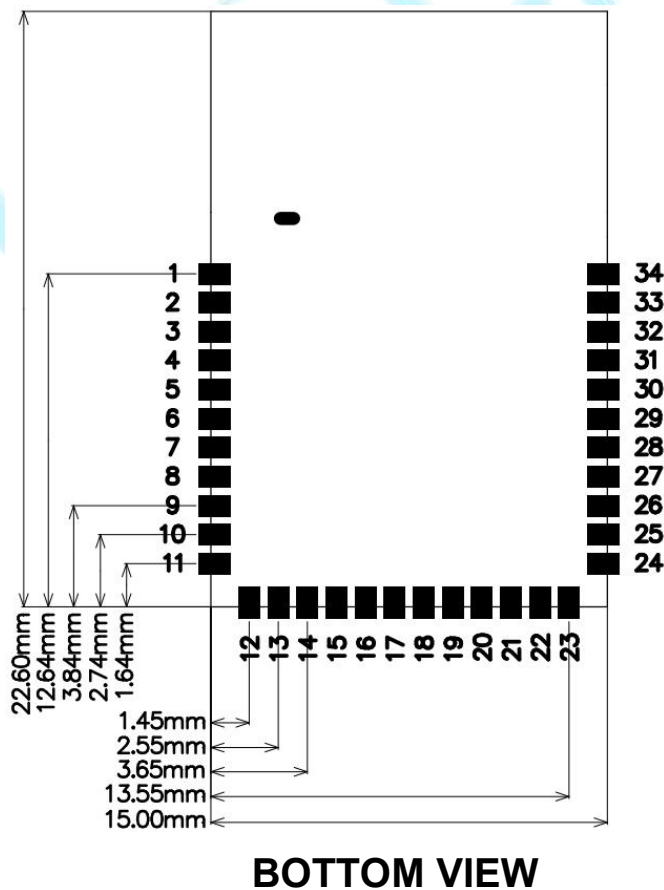 1 34
2 33
3 32
4 31
5 30
6 29
7 28
8 27
9 26
10 25
11 24
22.60mm
12.64mm
3.84mm
2.74mm
1.64mm
12 13 14 15 16 17 18 19 20 21 22 23
1.45mm
2.55mm
3.65mm
13.55mm
15.00mm
BOTTOM VIEW